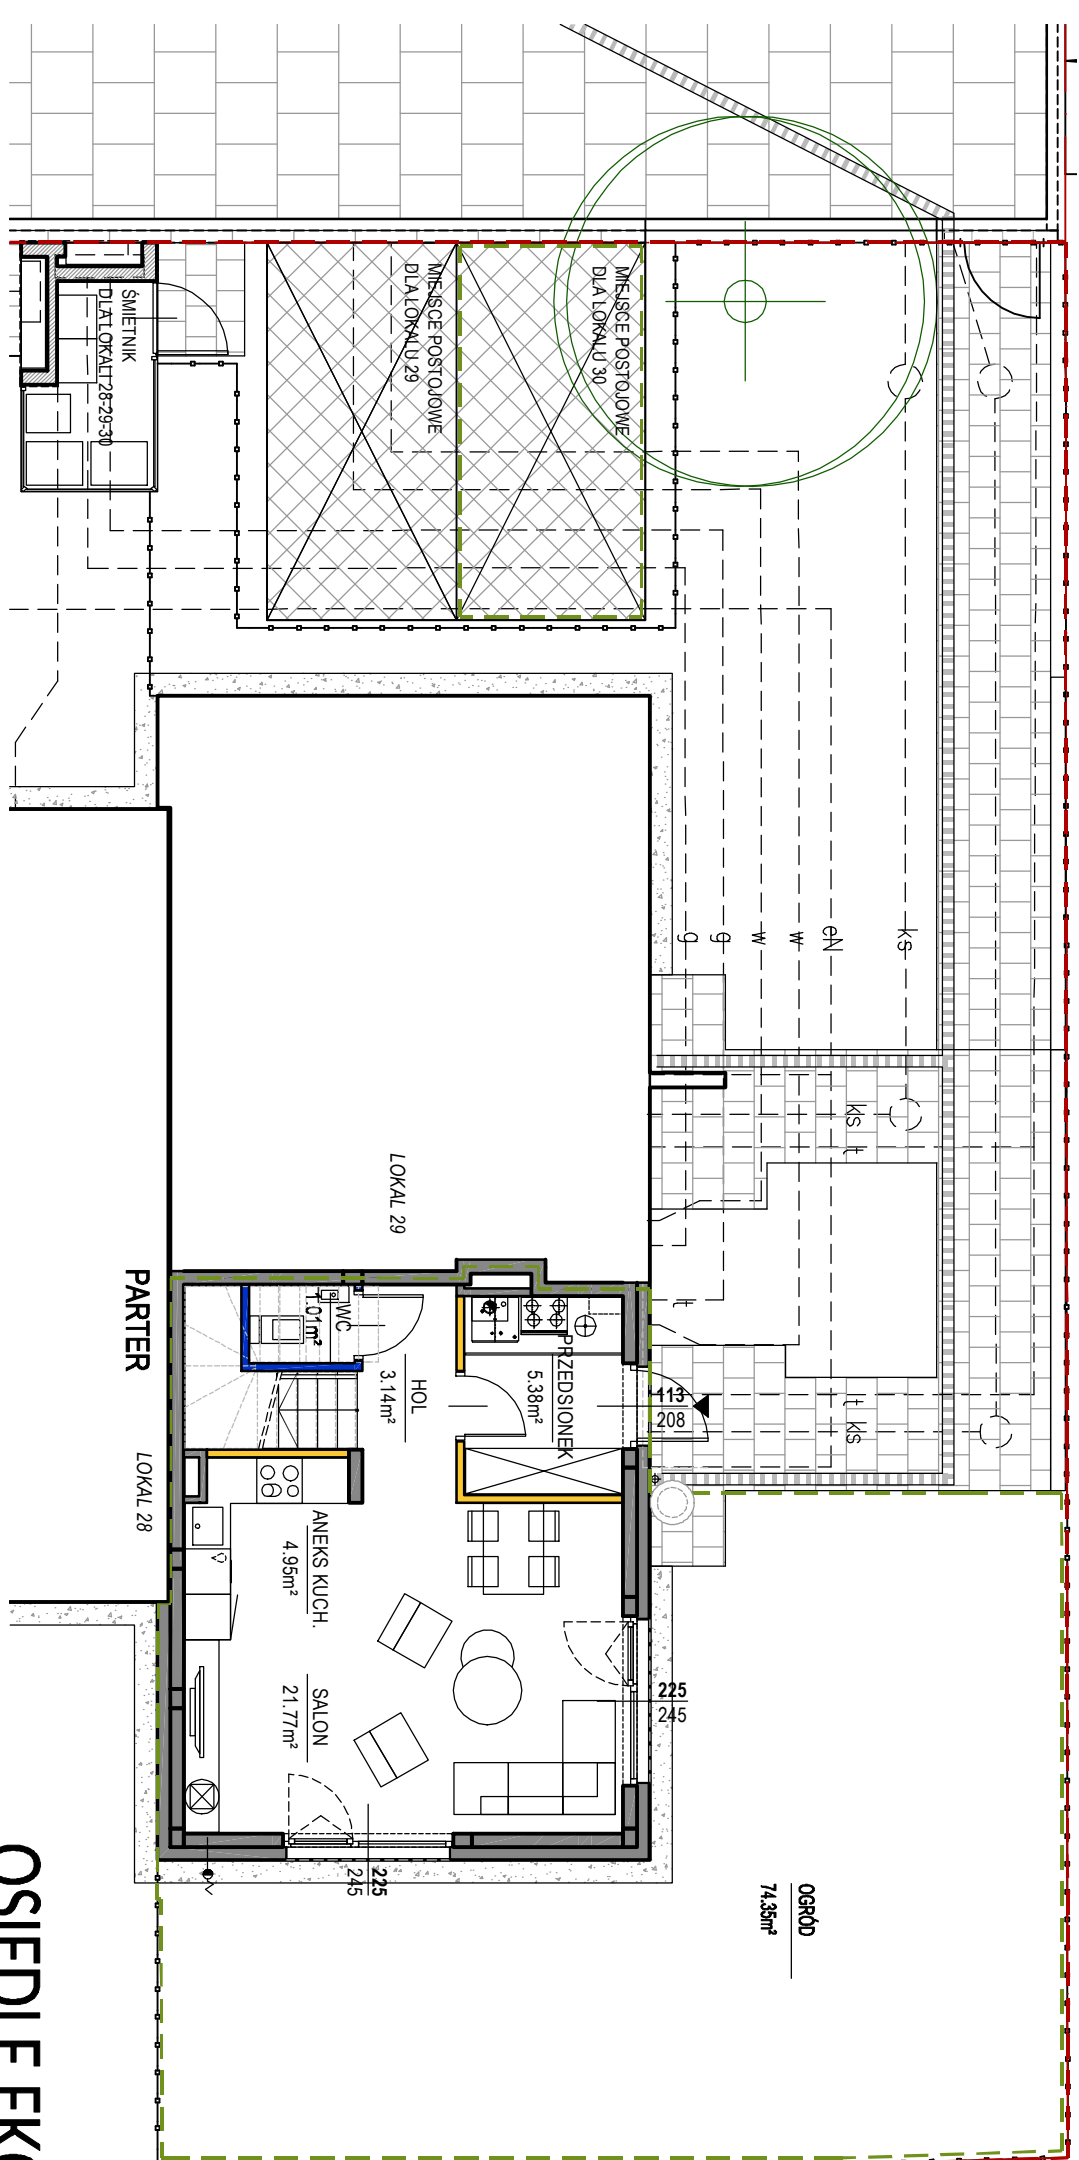 MIEJSCE POSTOJOWE
DLA LOKALU 30
MIEJSCE POSTOJOWE
DLA LOKALU 29
ŚMIETNIK
DLA LOKALI 28-29-30
ks
eN
w
w
g
g
ks
t
LOKAL 29
PARTER
t
WC
1.01m²
HOL
3.14m²
PRZEDSIONEK
5.38m²
113
208
t
ks
LOKAL 28
ANEKS KUCH.
4.95m²
SALON
21.77m²
225
245
225
245
OGRÓD
74.35m²
OSIEDLE